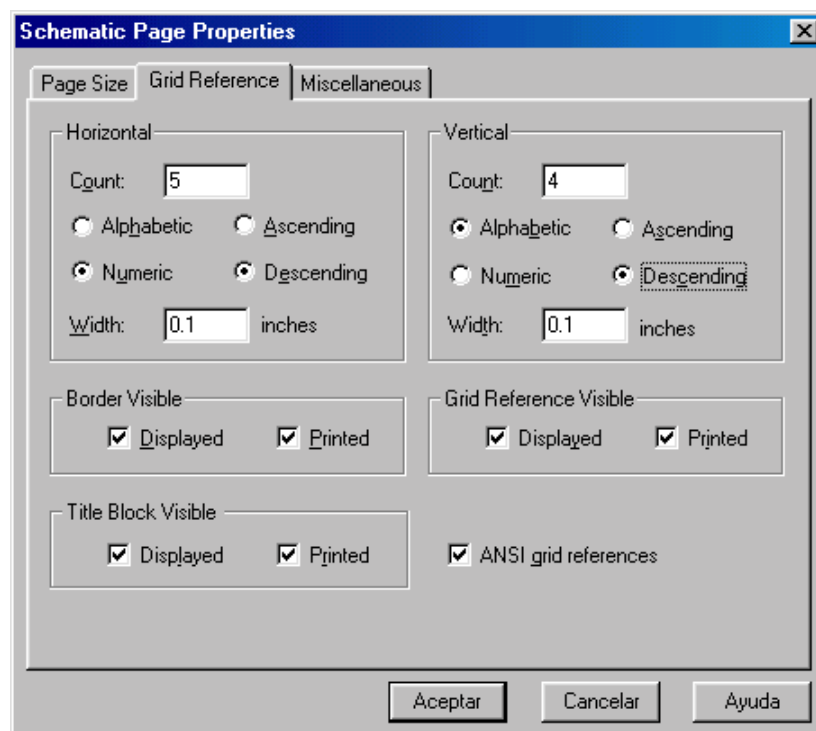 Schematic Page Properties
Page Size Grid Reference Miscellaneous
Horizontal
Count: 5
Alphabetic Ascending
Numeric Descending
Width: 0.1 inches
Vertical
Count: 4
Alphabetic Ascending
Numeric Descending
Width: 0.1 inches
Border Visible
Displayed Printed
Grid Reference Visible
Displayed Printed
Title Block Visible
Displayed Printed
ANSI grid references
Aceptar Cancelar Ayuda